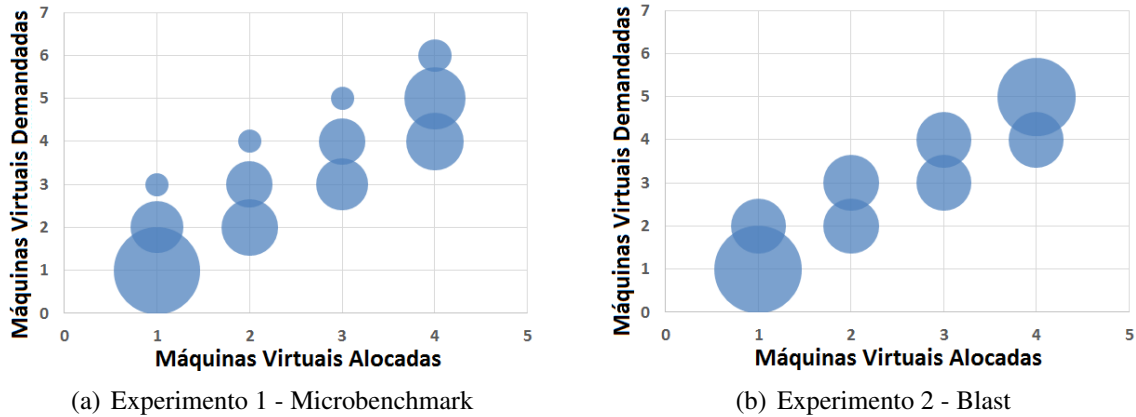 Máquinas Virtuais Demandadas
7
6
5
4
3
2
1
0
0 1 2 3 4 5
Máquinas Virtuais Alocadas
(a) Experimento 1 - Microbenchmark
Máquinas Virtuais Demandadas
7
6
5
4
3
2
1
0
0 1 2 3 4 5
Máquinas Virtuais Alocadas
(b) Experimento 2 - Blast